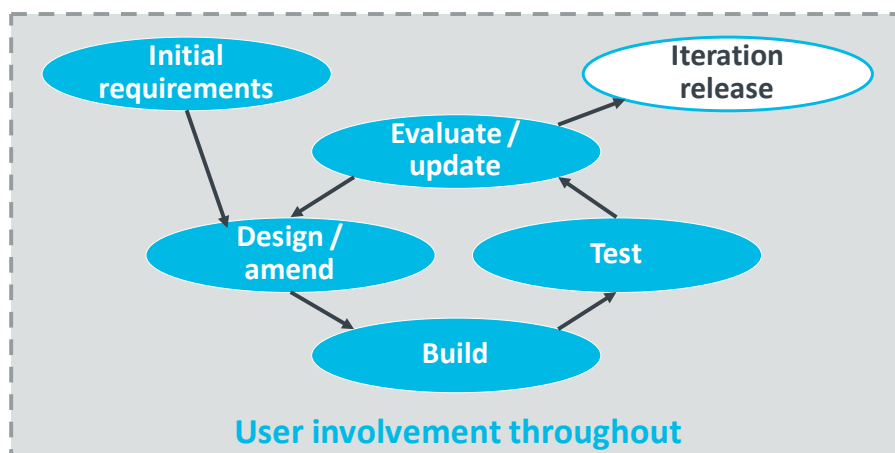 Initial
requirements
Iteration
release
Evaluate /
update
Design /
amend
Test
Build
User involvement throughout